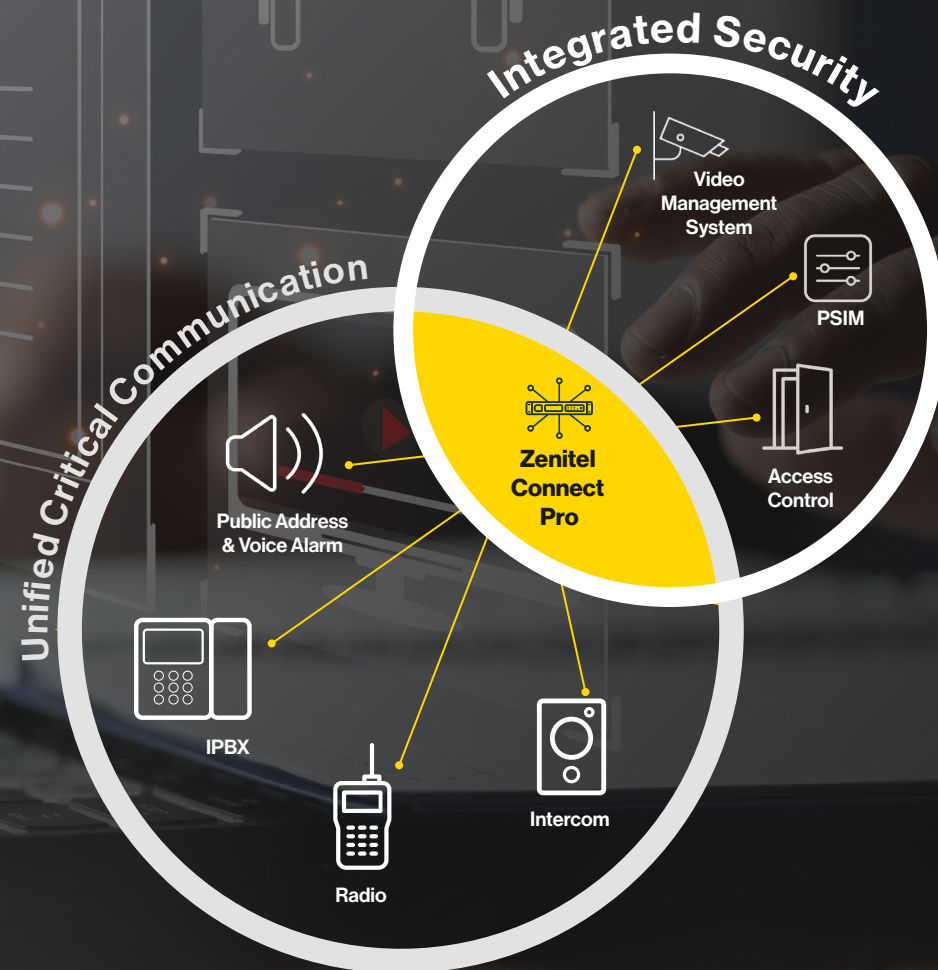 Integrated Security
Video
Management
System
PSIM
Access
Control
Unified Critical Communication
Zenitel
Connect
Pro
Public Address
& Voice Alarm
IPBX
Intercom
Radio